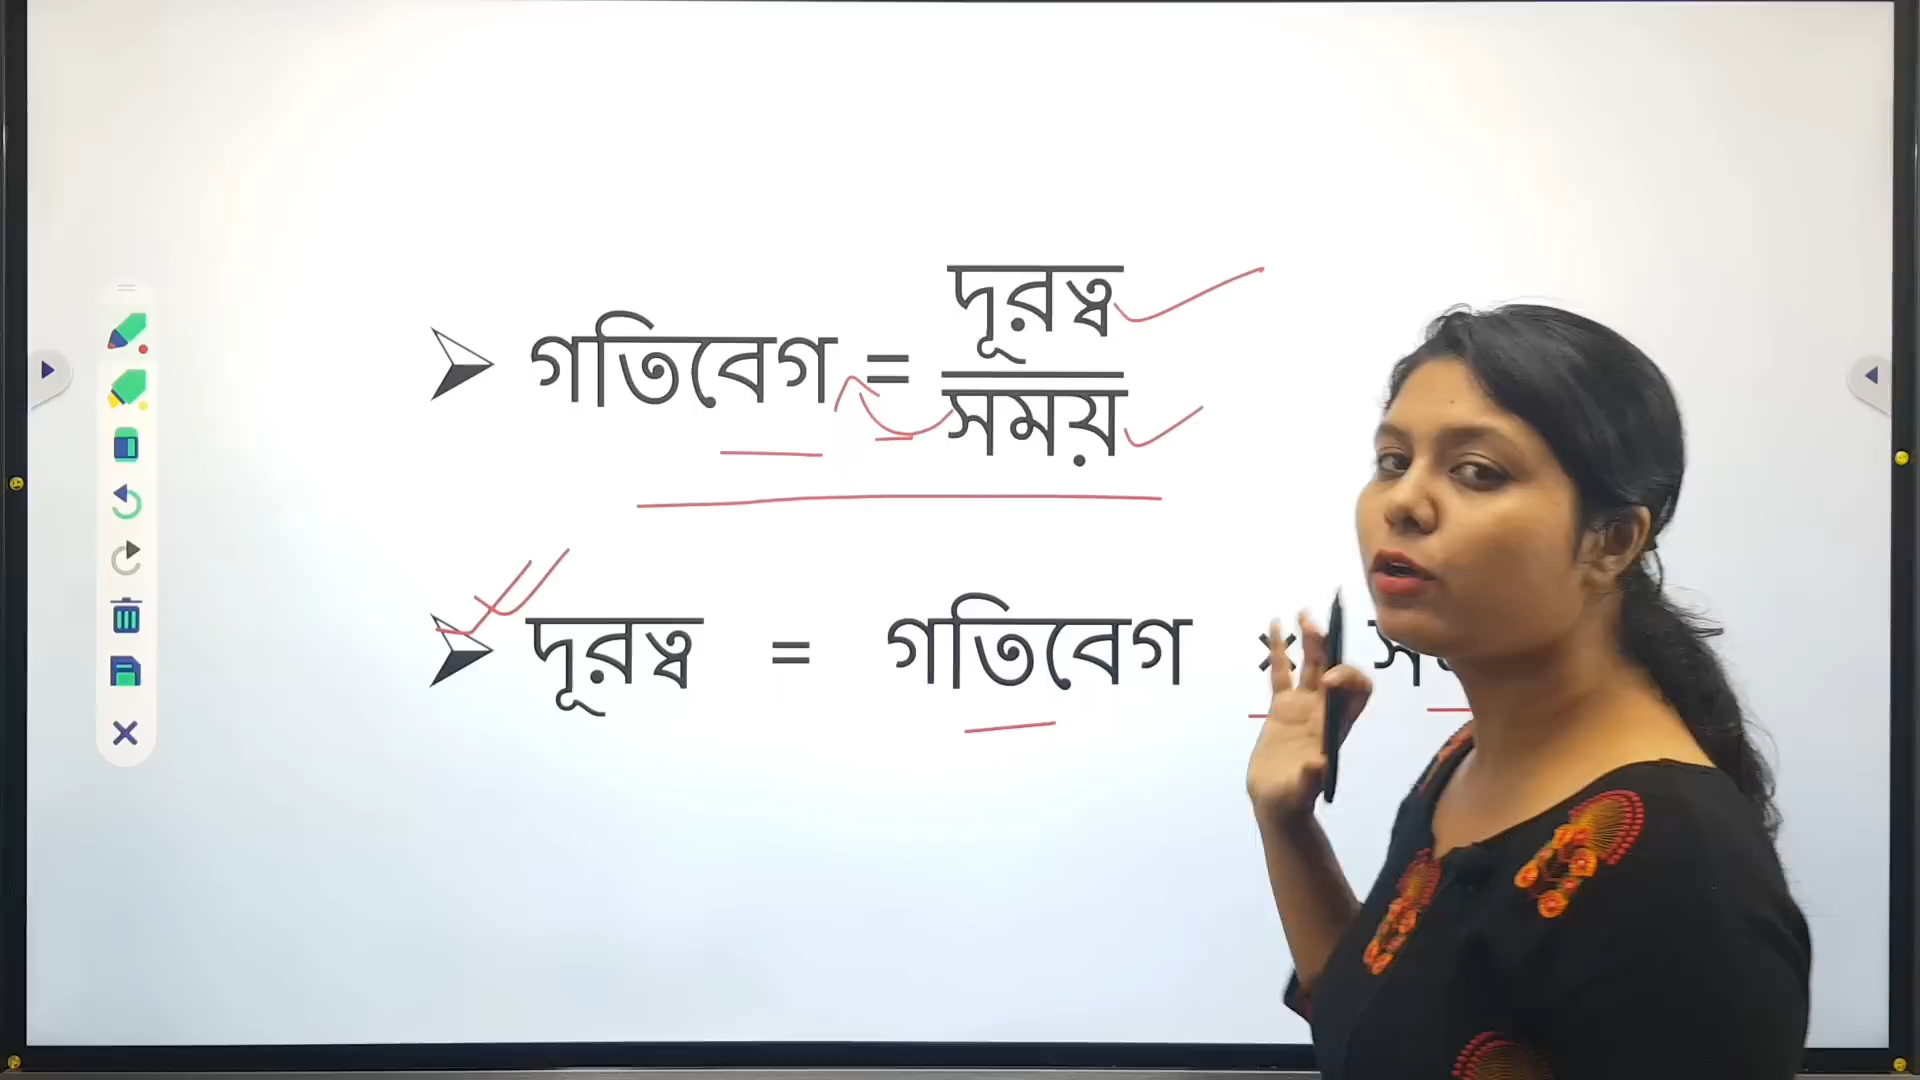 গতিবেগ = দূরত্ব
সময়
দূরত্ব = গতিবেগ ×